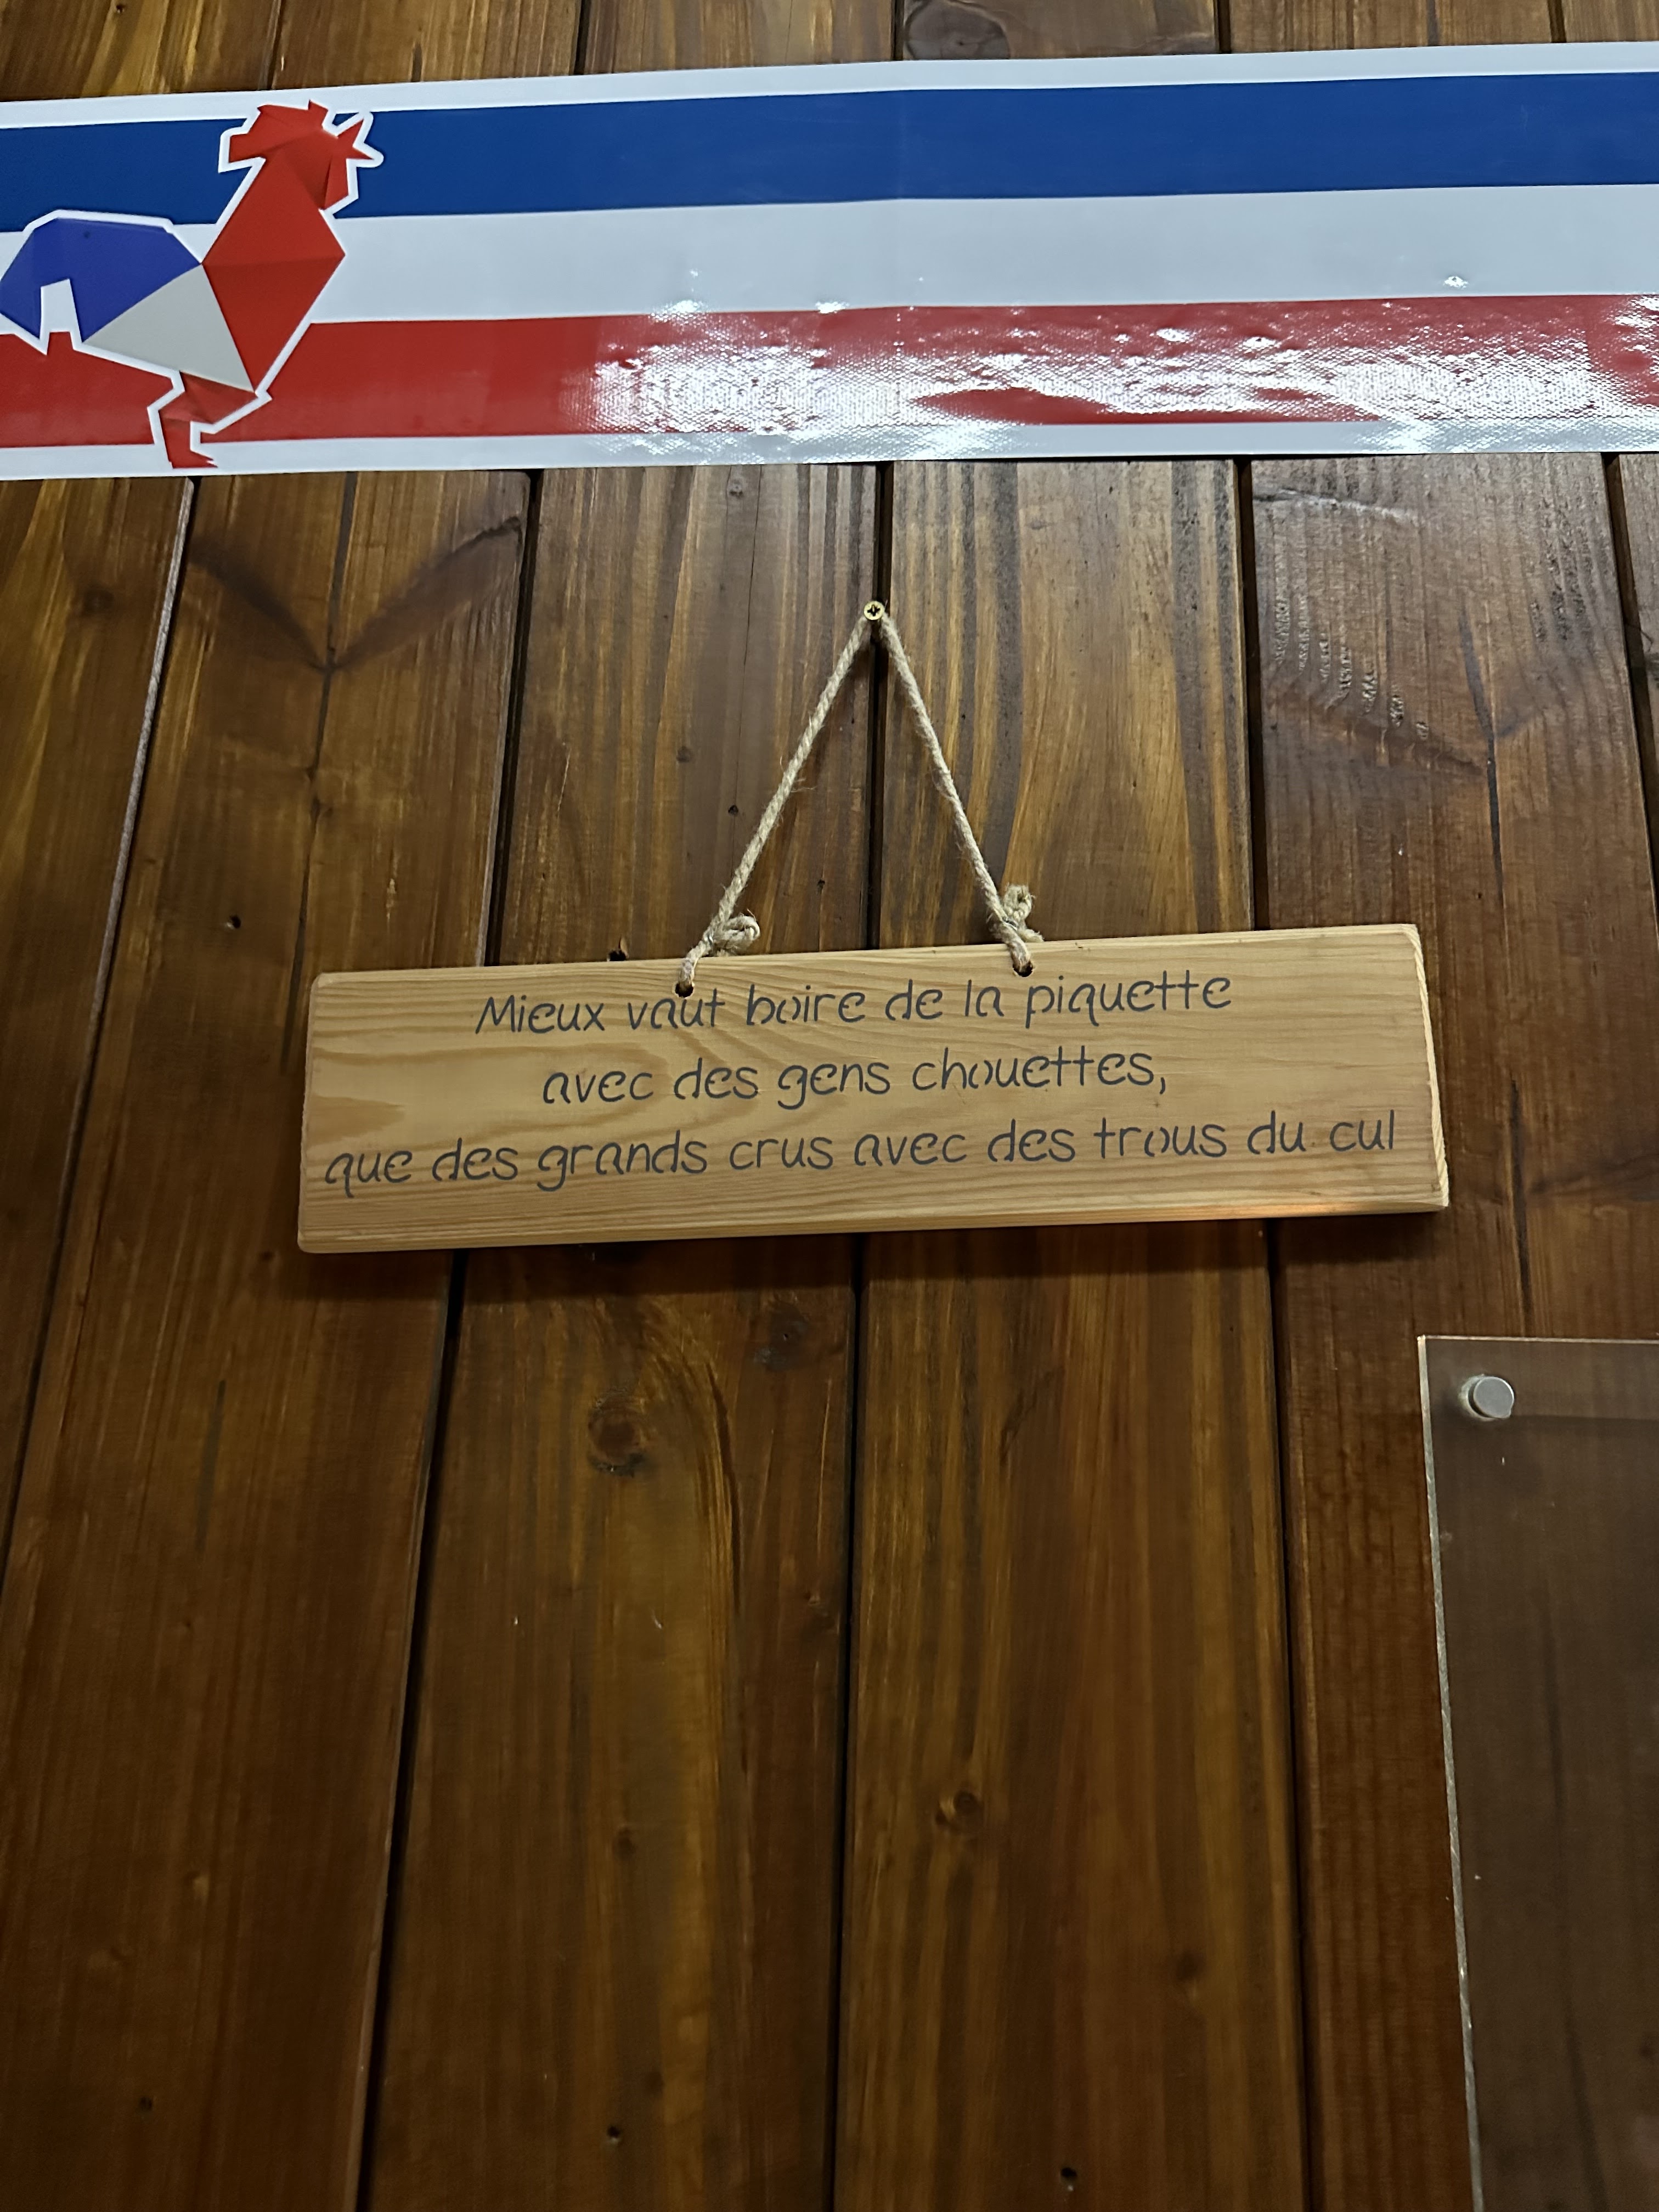 Mieux vaut boire de la piquette
avec des gens chouettes,
que des grands crus avec des trous du cul